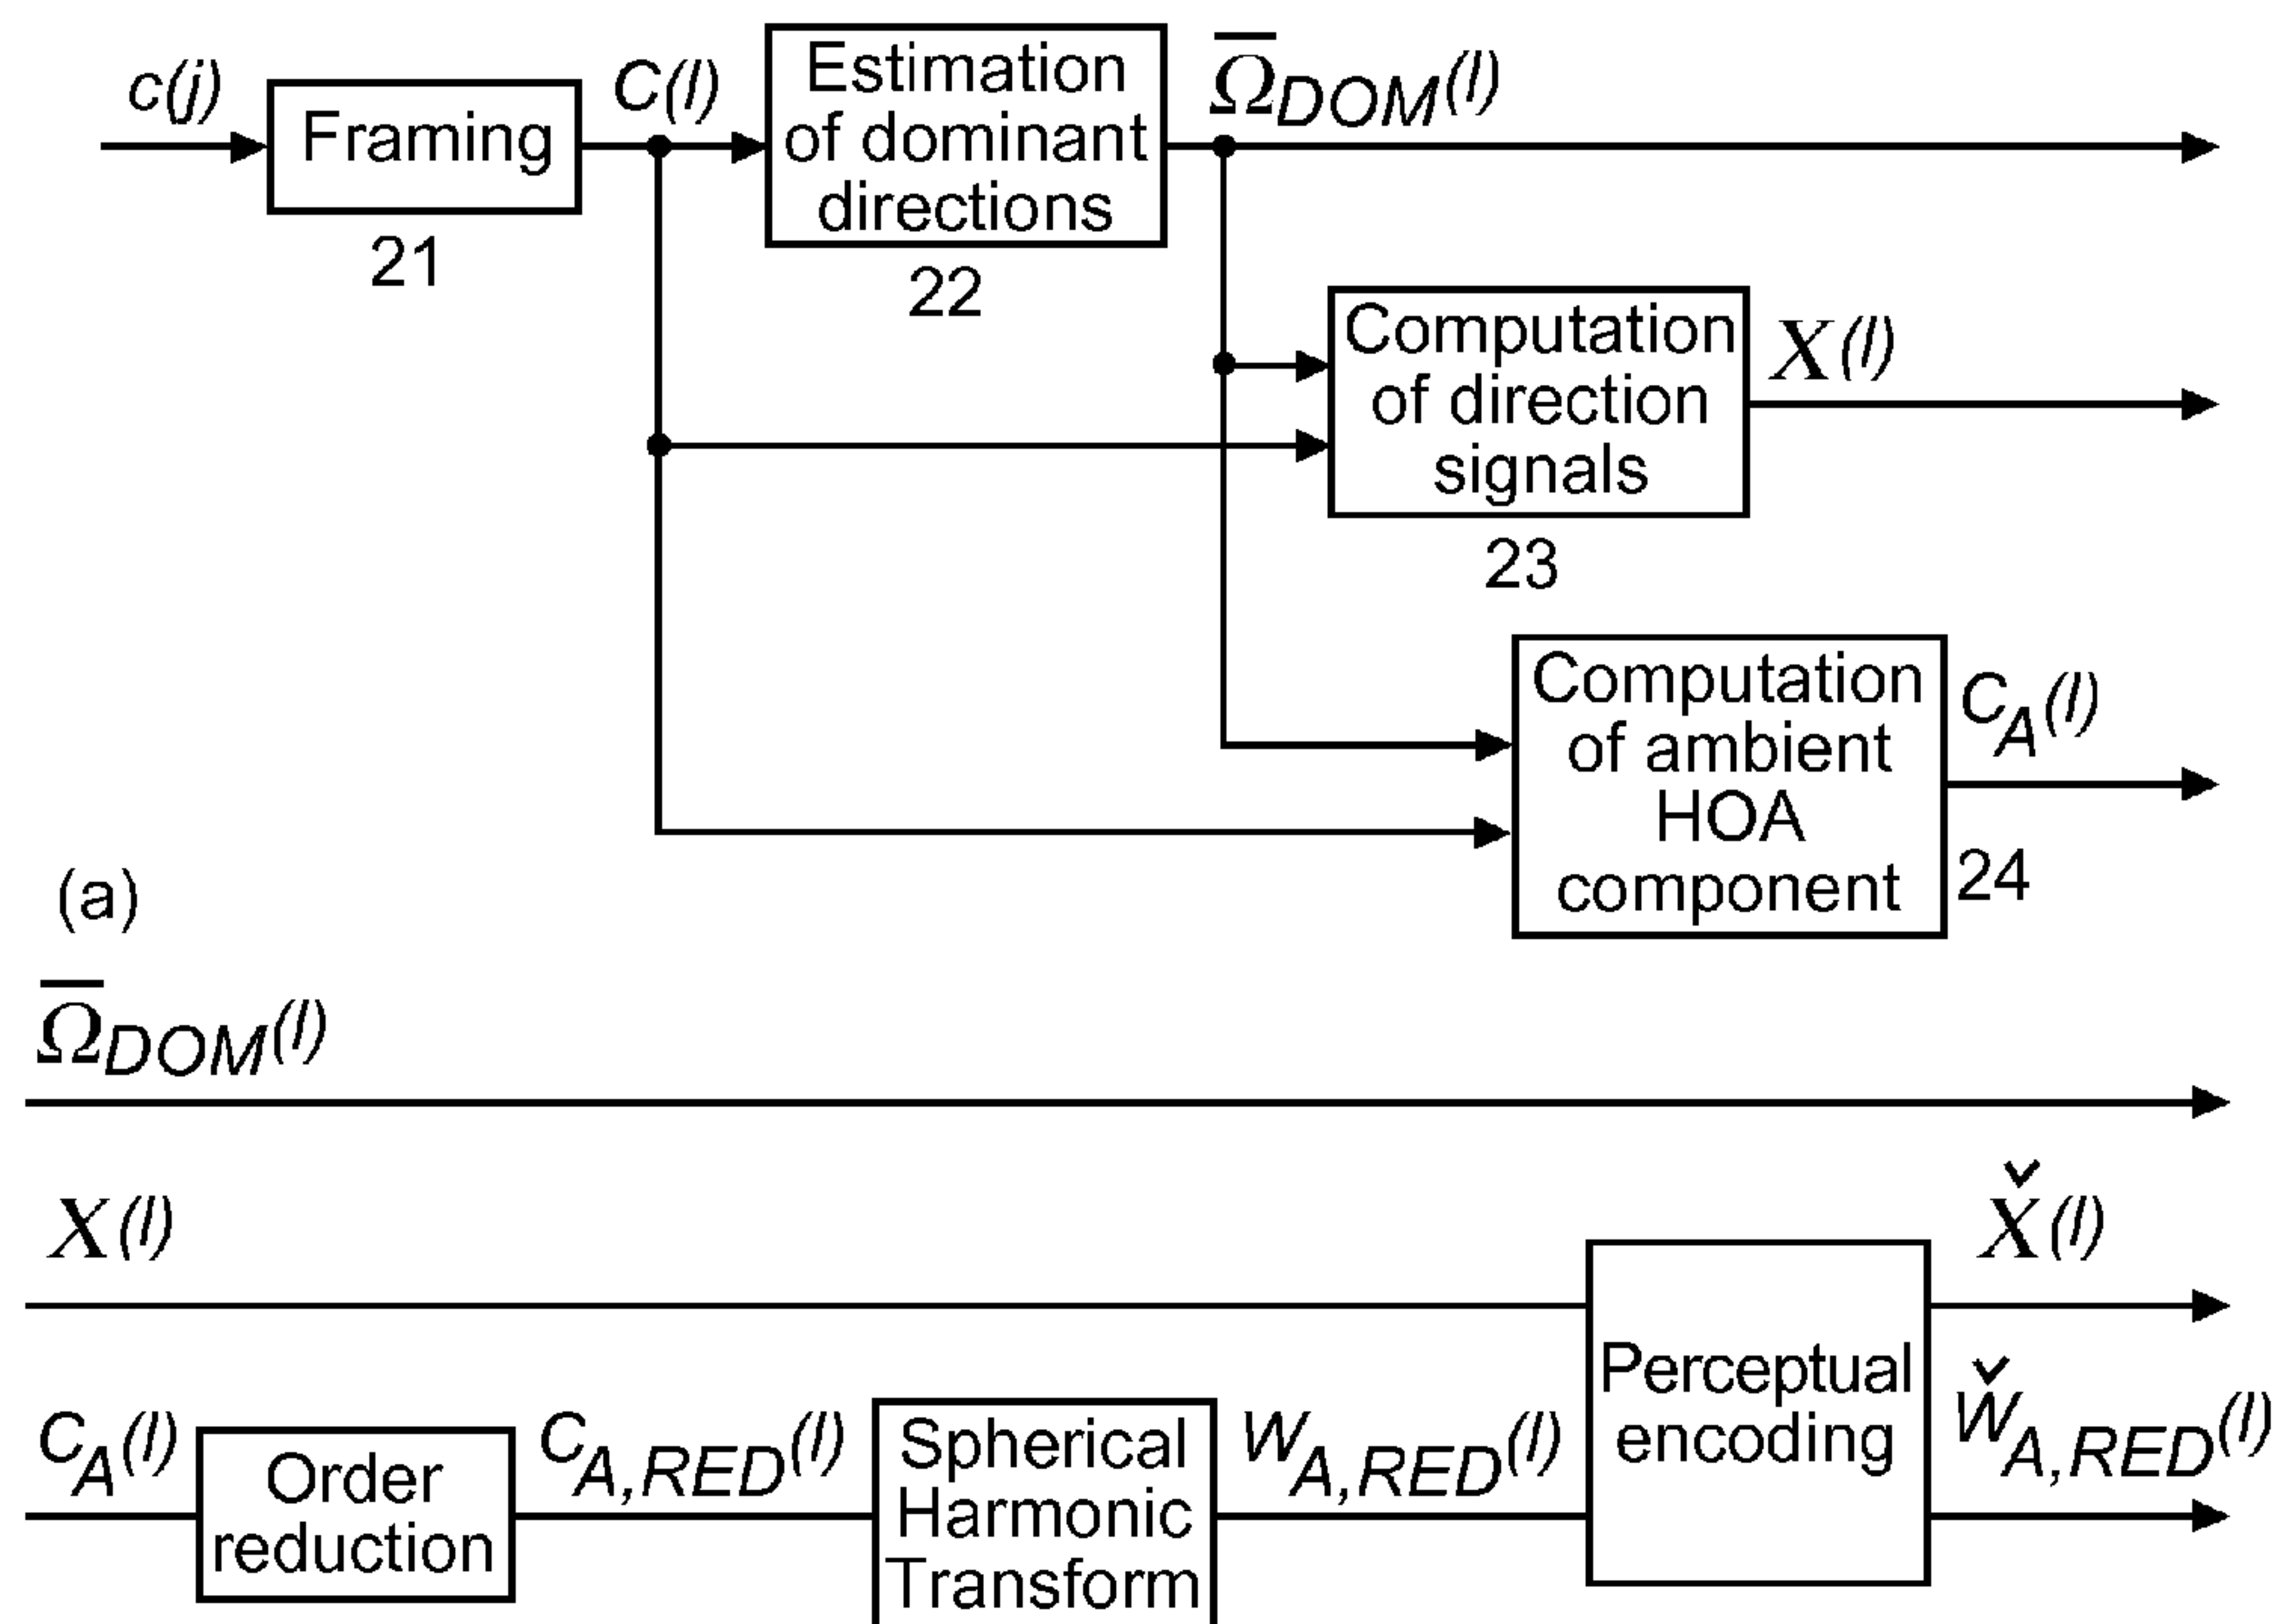 c(j)
Framing
21
C(l)
Estimation
of dominant
directions
22
Ω̅DOM(l)
Computation
of direction
signals
23
X(l)
Computation
of ambient
HOA
component
24
CA(l)
(a)
Ω̅DOM(l)
X(l)
X̌(l)
CA(l)
Order
reduction
CA,RED(l)
Spherical
Harmonic
Transform
WA,RED(l)
Perceptual
encoding
W̌A,RED(l)